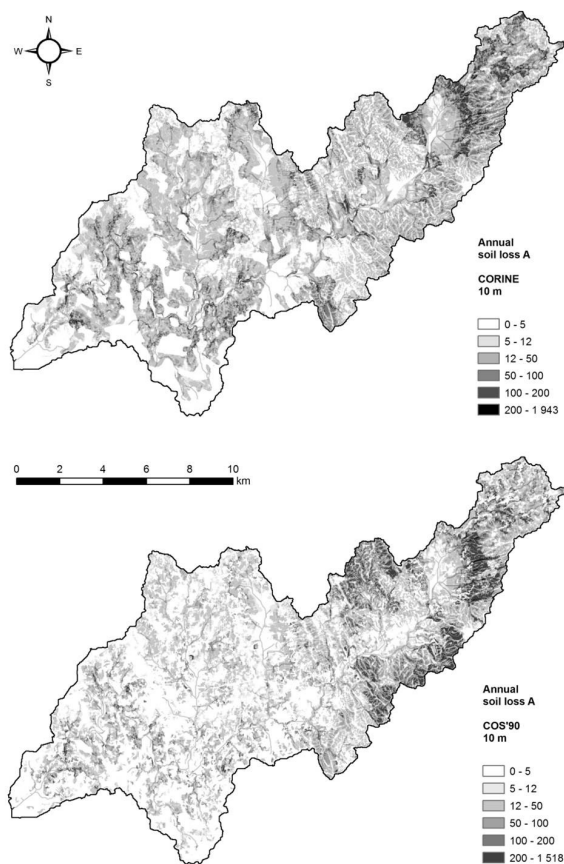 N
W E
S
Annual
soil loss A
CORINE
10 m
0 - 5
5 - 12
12 - 50
50 - 100
100 - 200
200 - 1 943
0 2 4 6 8 10
km
Annual
soil loss A
COS'90
10 m
0 - 5
5 - 12
12 - 50
50 - 100
100 - 200
200 - 1 518